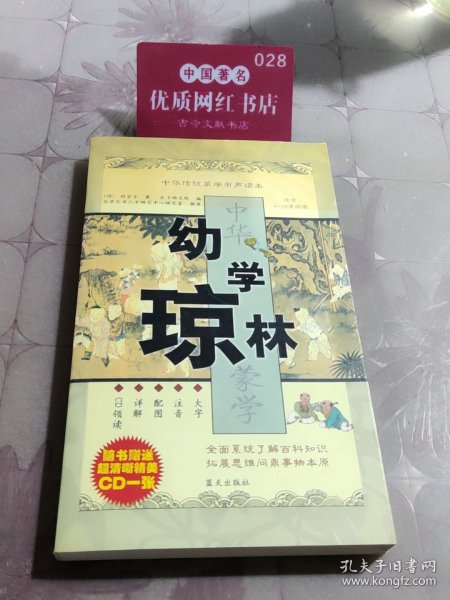 028
中国著名
优质网红书店
古今文献书店
中华传统蒙学有声读本
中华
幼学
琼林
蒙学
大字
注音
配图
详解
CD领读
随书赠送
超清晰精美
CD一张
全面系统了解百科知识
拓展思维问鼎事物本原
蓝天出版社
孔夫子旧书网
www.kongfz.com